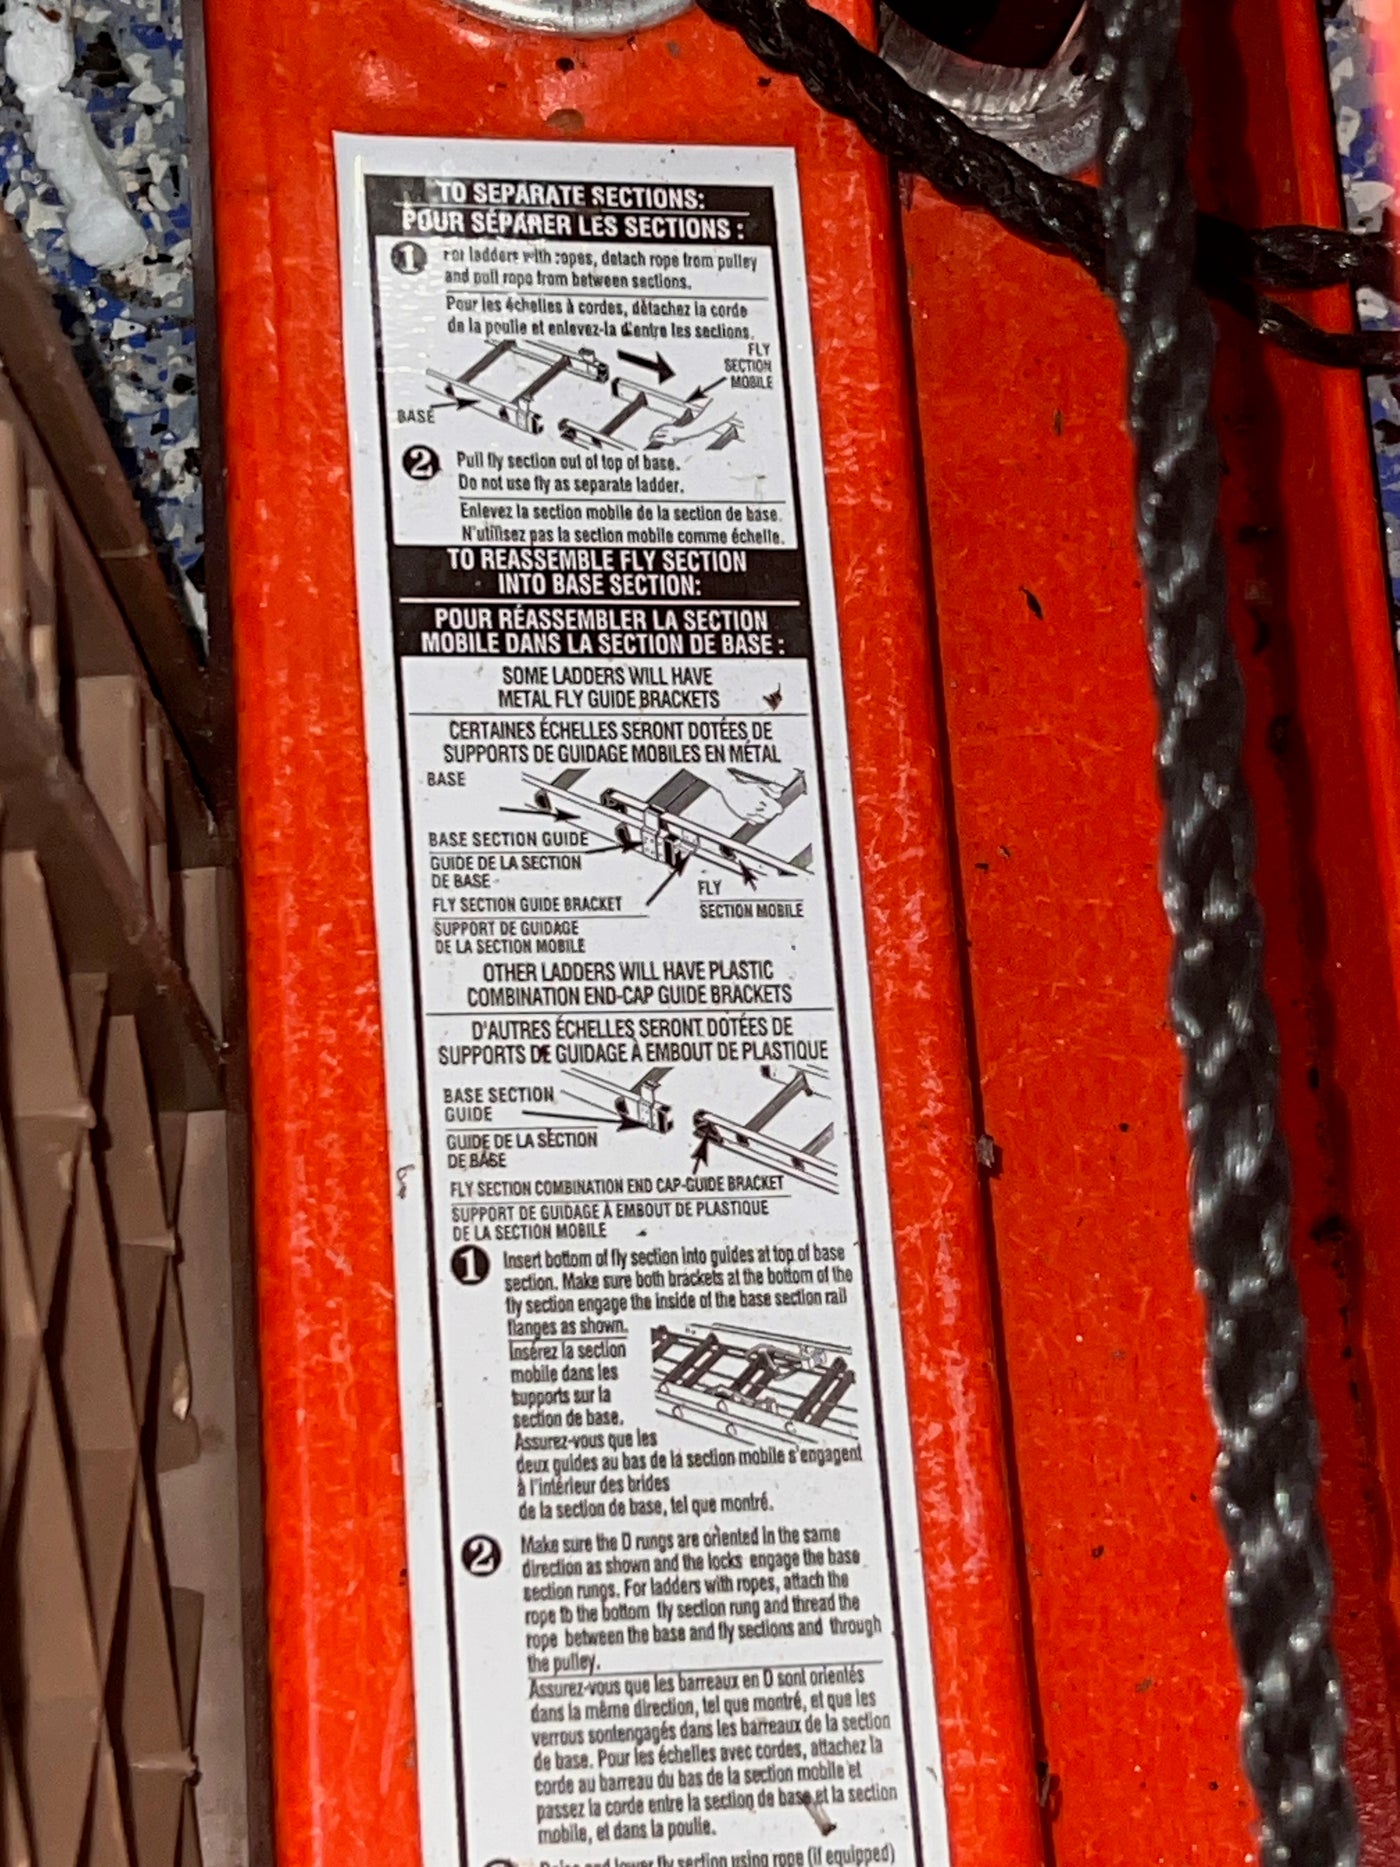 TO SEPARATE SECTIONS:
POUR SÉPARER LES SECTIONS :
1 For ladders with ropes, detach rope from pulley
and pull rope from between sections.
Pour les échelles à cordes, détachez la corde
de la poulie et enlevez-la d'entre les sections.
FLY
SECTION
MOBILE
BASE
2 Pull fly section out of top of base.
Do not use fly as separate ladder.
Enlevez la section mobile de la section de base.
N'utilisez pas la section mobile comme échelle.
TO REASSEMBLE FLY SECTION
INTO BASE SECTION:
POUR RÉASSEMBLER LA SECTION
MOBILE DANS LA SECTION DE BASE :
SOME LADDERS WILL HAVE
METAL FLY GUIDE BRACKETS
CERTAINES ÉCHELLES SERONT DOTÉES DE
SUPPORTS DE GUIDAGE MOBILES EN MÉTAL
BASE
BASE SECTION GUIDE
GUIDE DE LA SECTION
DE BASE
FLY
SECTION MOBILE
FLY SECTION GUIDE BRACKET
SUPPORT DE GUIDAGE
DE LA SECTION MOBILE
OTHER LADDERS WILL HAVE PLASTIC
COMBINATION END-CAP GUIDE BRACKETS
D'AUTRES ÉCHELLES SERONT DOTÉES DE
SUPPORTS DE GUIDAGE À EMBOUT DE PLASTIQUE
BASE SECTION
GUIDE
GUIDE DE LA SECTION
DE BASE
FLY SECTION COMBINATION END CAP-GUIDE BRACKET
SUPPORT DE GUIDAGE À EMBOUT DE PLASTIQUE
DE LA SECTION MOBILE
1 Insert bottom of fly section into guides at top of base
section. Make sure both brackets at the bottom of the
fly section engage the inside of the base section rail
flanges as shown.
Insérez la section
mobile dans les
supports sur la
section de base.
Assurez-vous que les
deux guides au bas de la section mobile s'engagent
à l'intérieur des brides
de la section de base, tel que montré.
2 Make sure the D rungs are oriented in the same
direction as shown and the locks engage the base
section rungs. For ladders with ropes, attach the
rope to the bottom fly section rung and thread the
rope between the base and fly sections and through
the pulley.
Assurez-vous que les barreaux en D sont orientés
dans la même direction, tel que montré, et que les
verrous sontengagés dans les barreaux de la section
de base. Pour les échelles avec cordes, attachez la
corde au barreau du bas de la section mobile et
passez la corde entre la section de base et la section
mobile, et dans la poulie.
and lower fly section using rope (if equipped)